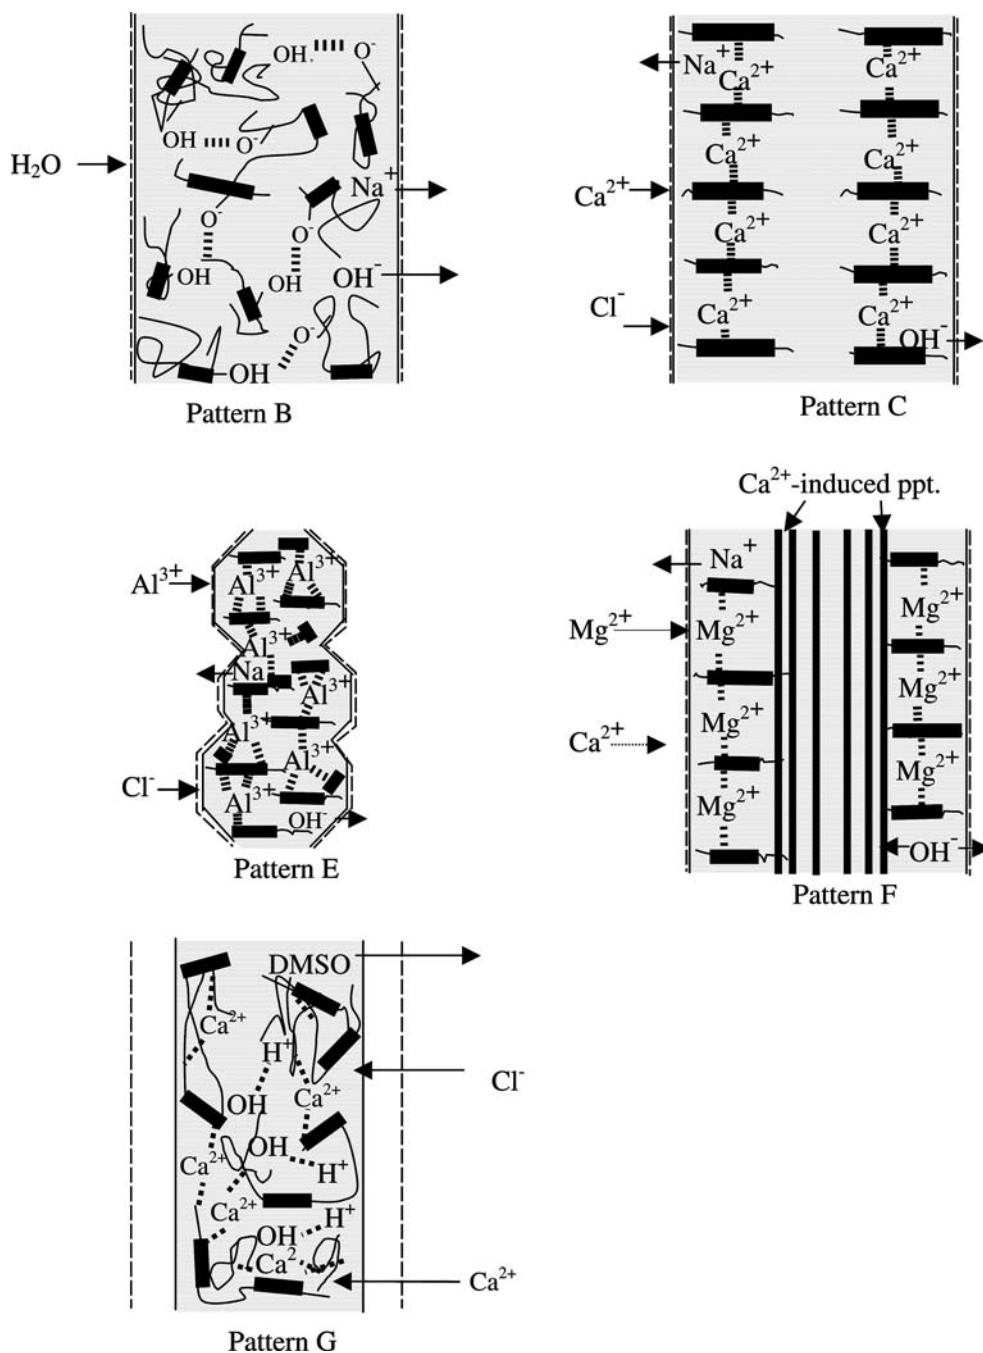 OH O⁻
OH O⁻
H₂O
Na⁺
O⁻ O⁻
OH OH OH⁻
O⁻
OH
Pattern B
Na⁺
Ca²⁺ Ca²⁺
Ca²⁺ Ca²⁺
Ca²⁺
Ca²⁺ Ca²⁺
Cl⁻
Ca²⁺ Ca²⁺
OH⁻
Pattern C
Al³⁺
Al³⁺ Al³⁺
Al³⁺
Na
Al³⁺
Al³⁺
Al³⁺
Cl⁻
Al³⁺
OH⁻
Pattern E
Ca²⁺-induced ppt.
Na⁺
Mg²⁺
Mg²⁺ Mg²⁺
Mg²⁺
Ca²⁺ Mg²⁺
Mg²⁺
Mg²⁺
OH⁻
Pattern F
DMSO
Ca²⁺
H⁺
Cl⁻
OH Ca²⁺
OH
Ca²⁺ H⁺
Ca²⁺ H⁺
OH
Ca²
Ca²⁺
Pattern G